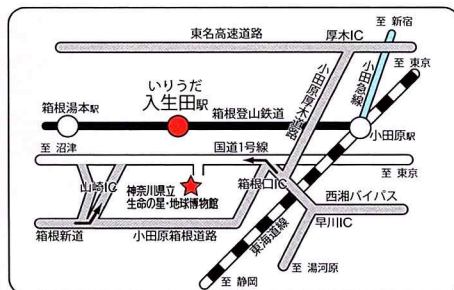 至 新宿
東名高速道路
厚木IC
小田急線
至 東京
小田原厚木道路
いりうだ
入生田駅
箱根湯本駅
箱根登山鉄道
小田原駅
至 沼津
国道1号線
至 東京
山崎IC
神奈川県立
生命の星・地球博物館
箱根口IC
西湘バイパス
箱根新道
小田原箱根道路
東海道線
早川IC
至 静岡
至 湯河原